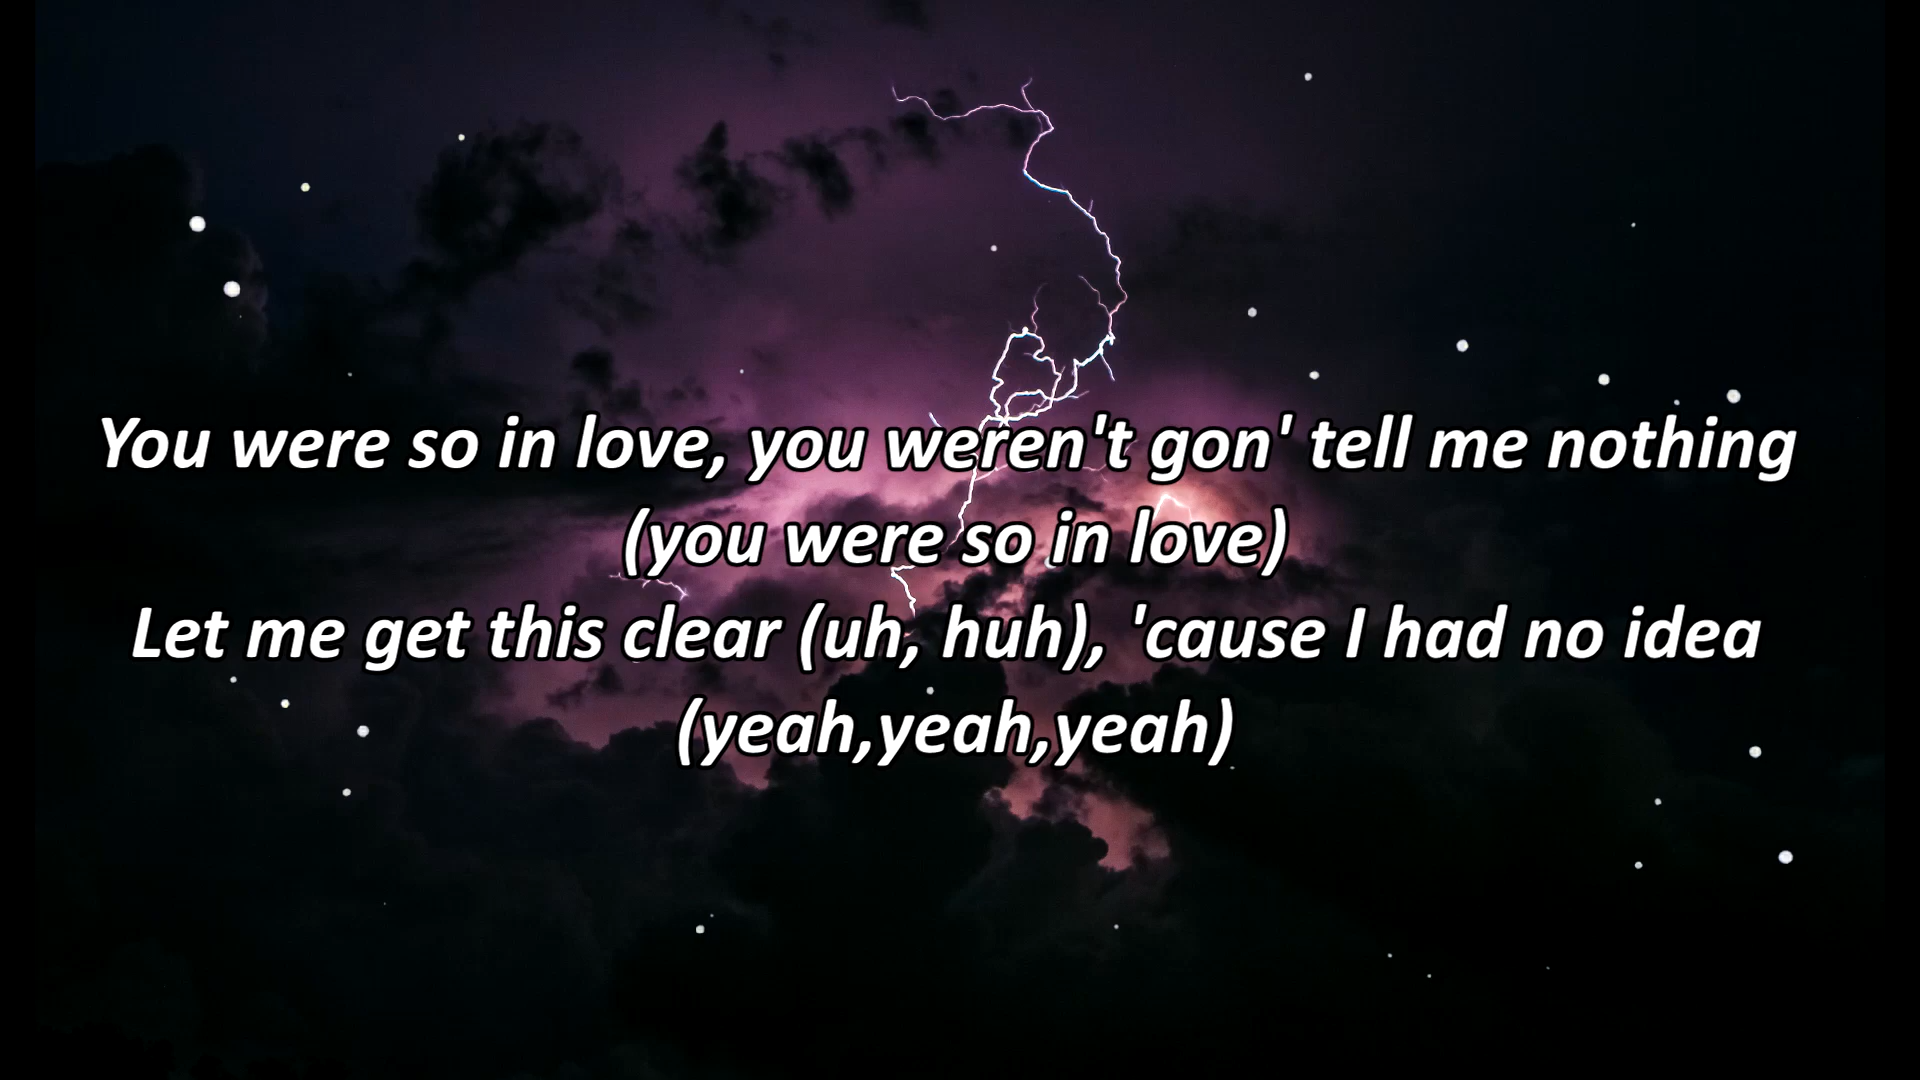 You were so in love, you weren't gon' tell me nothing
(you were so in love)
Let me get this clear (uh, huh), 'cause I had no idea
(yeah,yeah,yeah)